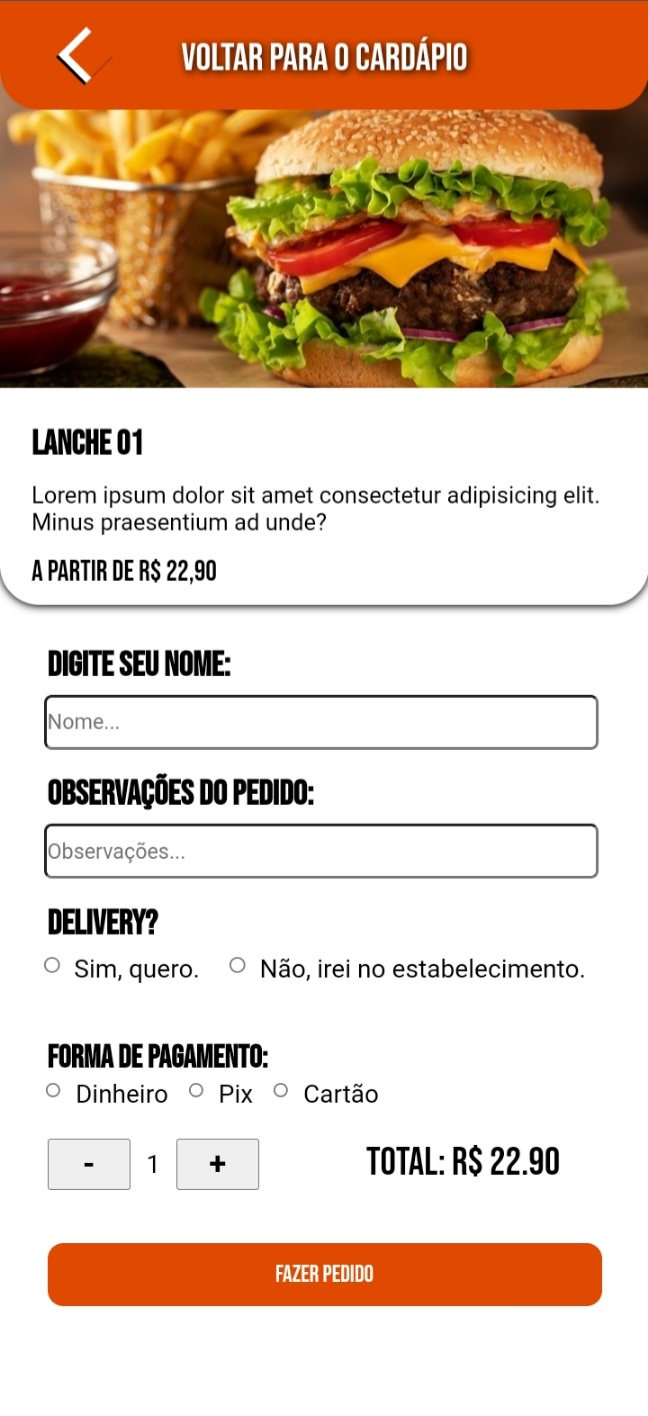 VOLTAR PARA O CARDÁPIO
LANCHE 01
Lorem ipsum dolor sit amet consectetur adipisicing elit.
Minus praesentium ad unde?
A PARTIR DE R$ 22,90
DIGITE SEU NOME:
Nome...
OBSERVAÇÕES DO PEDIDO:
Observações...
DELIVERY?
Sim, quero. Não, irei no estabelecimento.
FORMA DE PAGAMENTO:
Dinheiro Pix Cartão
- 1 + TOTAL: R$ 22.90
FAZER PEDIDO